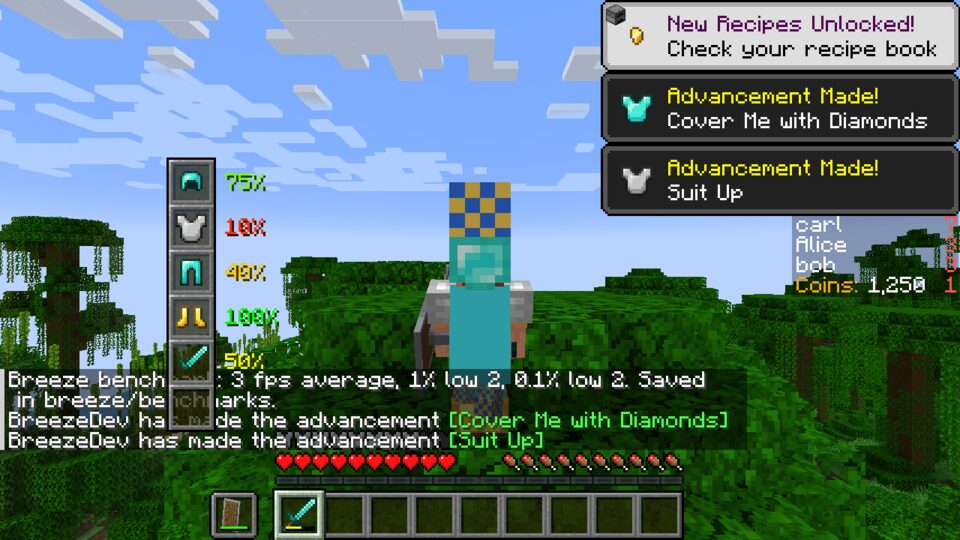 New Recipes Unlocked!
Check your recipe book
Advancement Made!
Cover Me with Diamonds
Advancement Made!
Suit Up
75%
10%
40%
100%
50%
carl
Alice
bob
Coins: 1,250 1
Breeze : 3 fps average, 1% low 2, 0.1% low 2. Saved
in
BreezeDev has made the advancement [Cover Me with Diamonds]
BreezeDev has made the advancement [Suit Up]